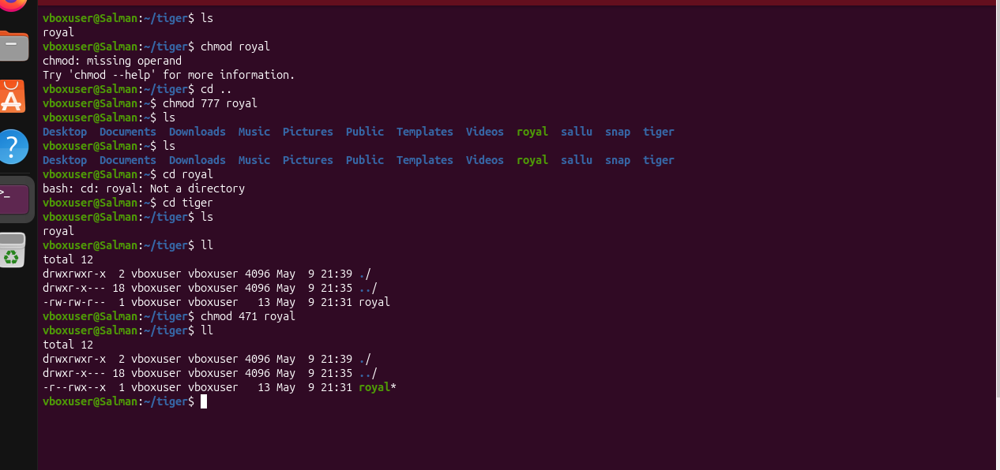 vboxuser@Salman:~/tiger$ ls
royal
vboxuser@Salman:~/tiger$ chmod royal
chmod: missing operand
Try 'chmod --help' for more information.
vboxuser@Salman:~/tiger$ cd ..
vboxuser@Salman:~$ chmod 777 royal
vboxuser@Salman:~$ ls
Desktop  Documents  Downloads  Music  Pictures  Public  Templates  Videos  royal  sallu  snap  tiger
vboxuser@Salman:~$ ls
Desktop  Documents  Downloads  Music  Pictures  Public  Templates  Videos  royal  sallu  snap  tiger
vboxuser@Salman:~$ cd royal
bash: cd: royal: Not a directory
vboxuser@Salman:~$ cd tiger
vboxuser@Salman:~/tiger$ ls
royal
vboxuser@Salman:~/tiger$ ll
total 12
drwxrwxr-x  2 vboxuser vboxuser 4096 May  9 21:39 ./
drwxr-x--- 18 vboxuser vboxuser 4096 May  9 21:35 ../
-rw-rw-r--  1 vboxuser vboxuser   13 May  9 21:31 royal
vboxuser@Salman:~/tiger$ chmod 471 royal
vboxuser@Salman:~/tiger$ ll
total 12
drwxrwxr-x  2 vboxuser vboxuser 4096 May  9 21:39 ./
drwxr-x--- 18 vboxuser vboxuser 4096 May  9 21:35 ../
-r--rwx--x  1 vboxuser vboxuser   13 May  9 21:31 royal*
vboxuser@Salman:~/tiger$